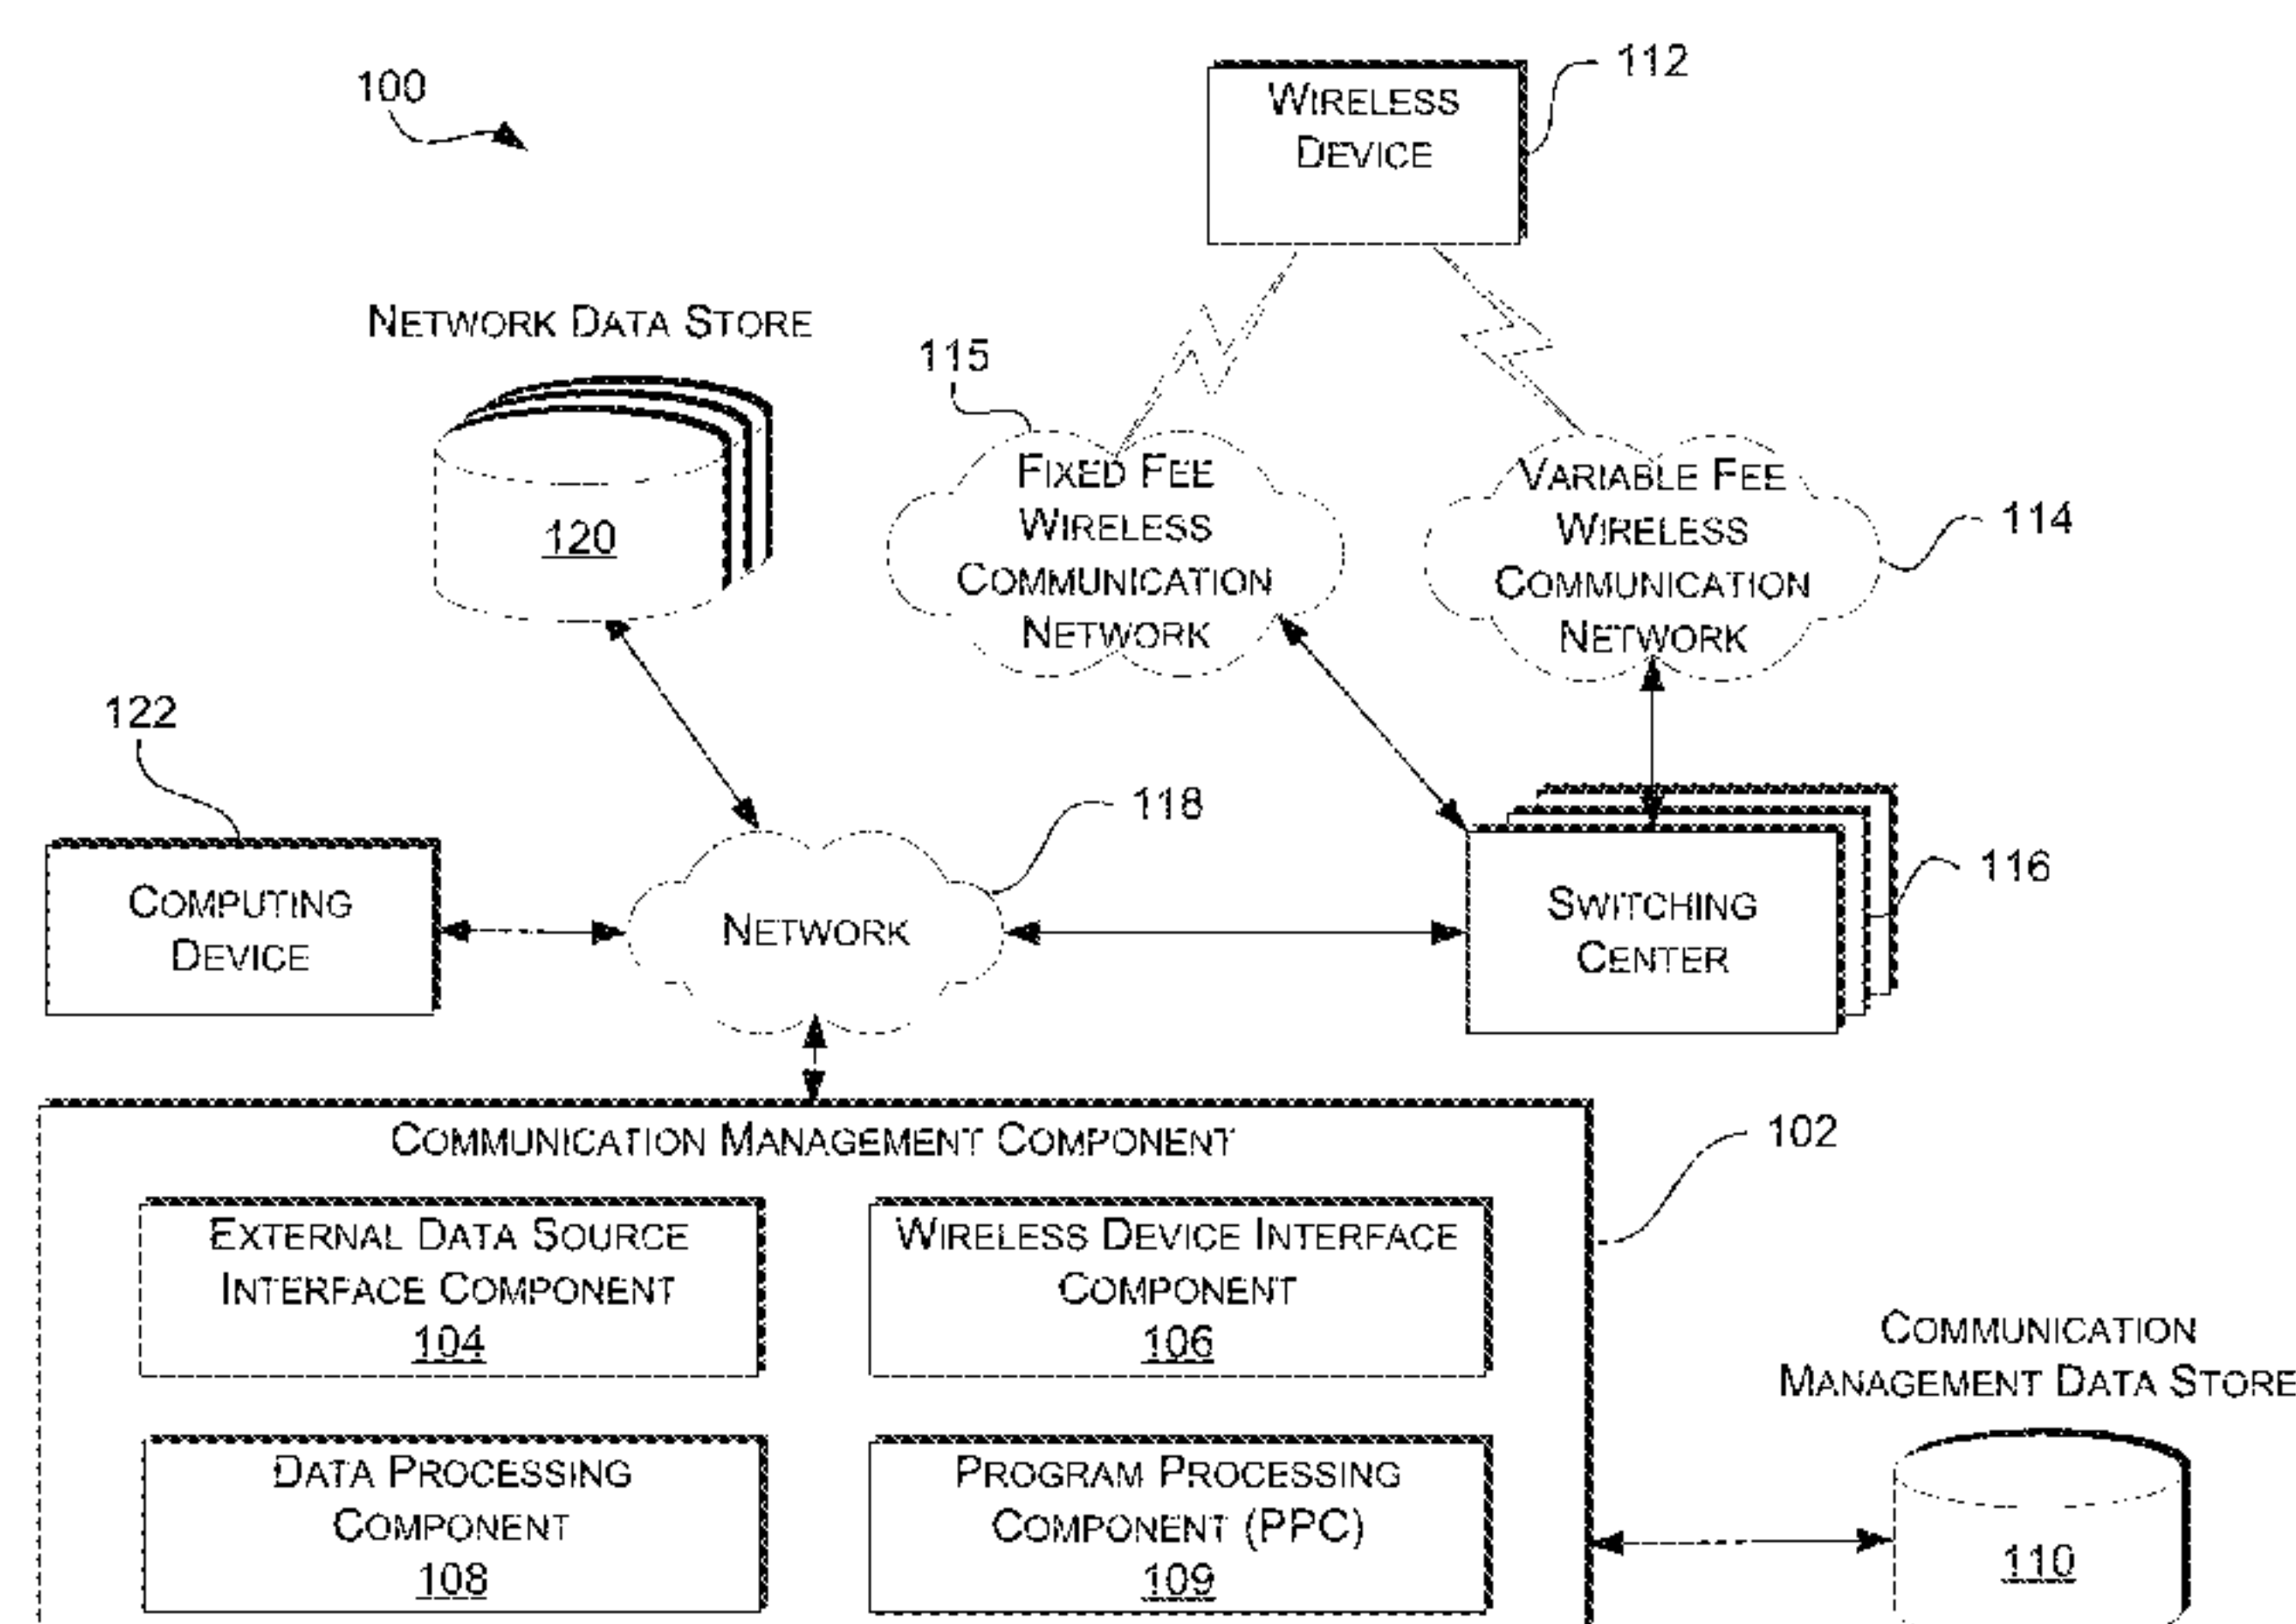 100
112
WIRELESS
DEVICE
NETWORK DATA STORE
115
120
FIXED FEE
WIRELESS
COMMUNICATION
NETWORK
VARIABLE FEE
WIRELESS
COMMUNICATION
NETWORK
114
122
118
COMPUTING
DEVICE
NETWORK
SWITCHING
CENTER
116
COMMUNICATION MANAGEMENT COMPONENT
102
EXTERNAL DATA SOURCE
INTERFACE COMPONENT
104
WIRELESS DEVICE INTERFACE
COMPONENT
106
COMMUNICATION
MANAGEMENT DATA STORE
DATA PROCESSING
COMPONENT
108
PROGRAM PROCESSING
COMPONENT (PPC)
109
110